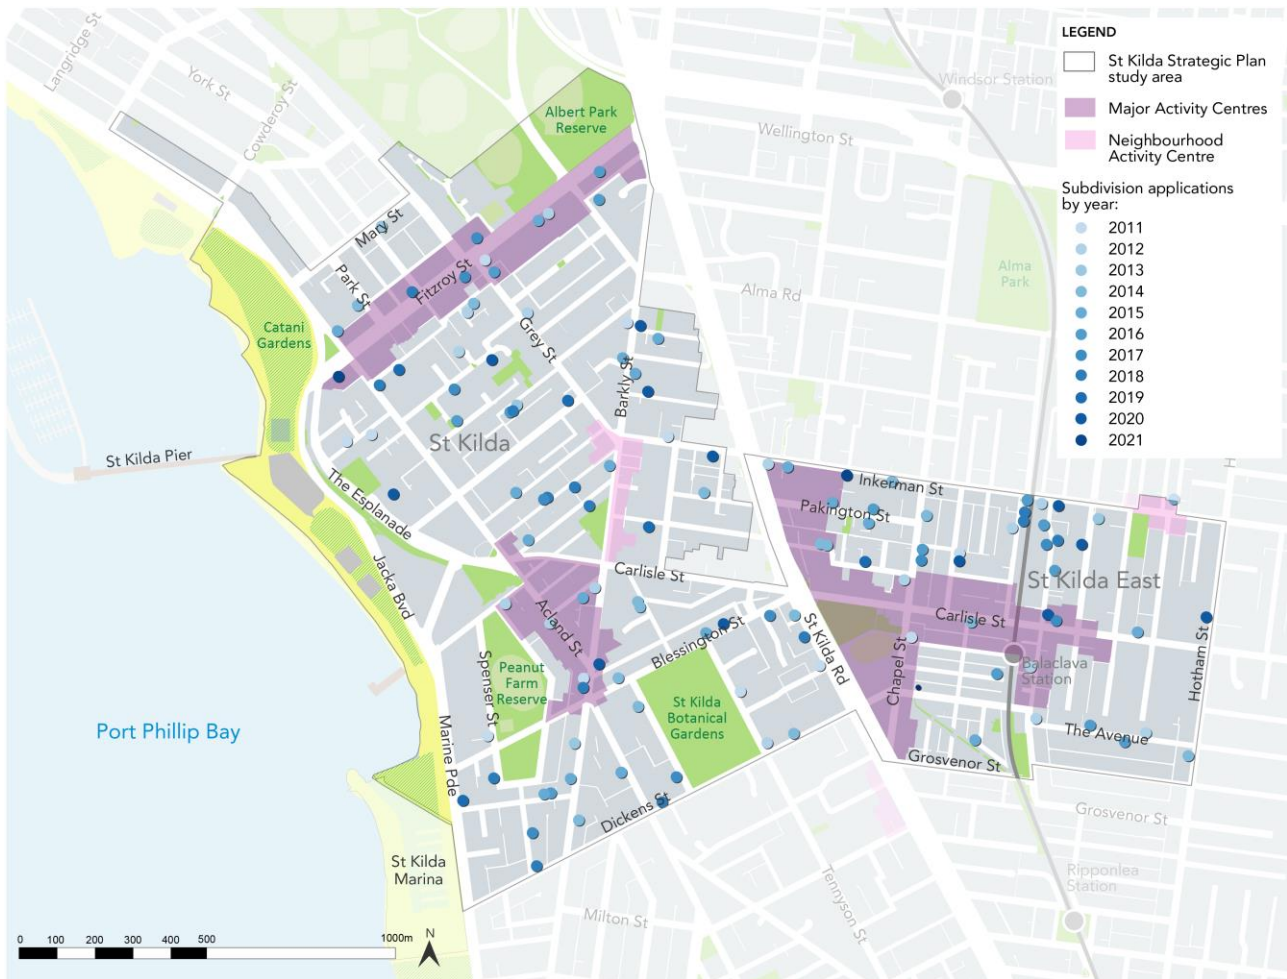 LEGEND
St Kilda Strategic Plan
study area
Major Activity Centres
Neighbourhood
Activity Centre
Subdivision applications
by year:
2011
2012
2013
2014
2015
2016
2017
2018
2019
2020
2021
Langridge St
York St
Cowderoy St
Albert Park
Reserve
Windsor Station
Wellington St
Mary St
Park St
Fitzroy St
Alma
Park
Alma Rd
Catani
Gardens
Grey St
Barkly St
St Kilda
St Kilda Pier
The Esplanade
Inkerman St
Pakington St
Jacka Bvd
Carlisle St
St Kilda East
Acland St
Carlisle St
Blessington St
St Kilda Rd
Chapel St
Balaclava
Station
Hotham St
Spenser St
Peanut
Farm
Reserve
St Kilda
Botanical
Gardens
Port Phillip Bay
Marine Pde
The Avenue
Grosvenor St
Dickens St
Grosvenor St
St Kilda
Marina
Ripponlea
Station
Tennyson St
Milton St
0 100 200 300 400 500 1000m
N